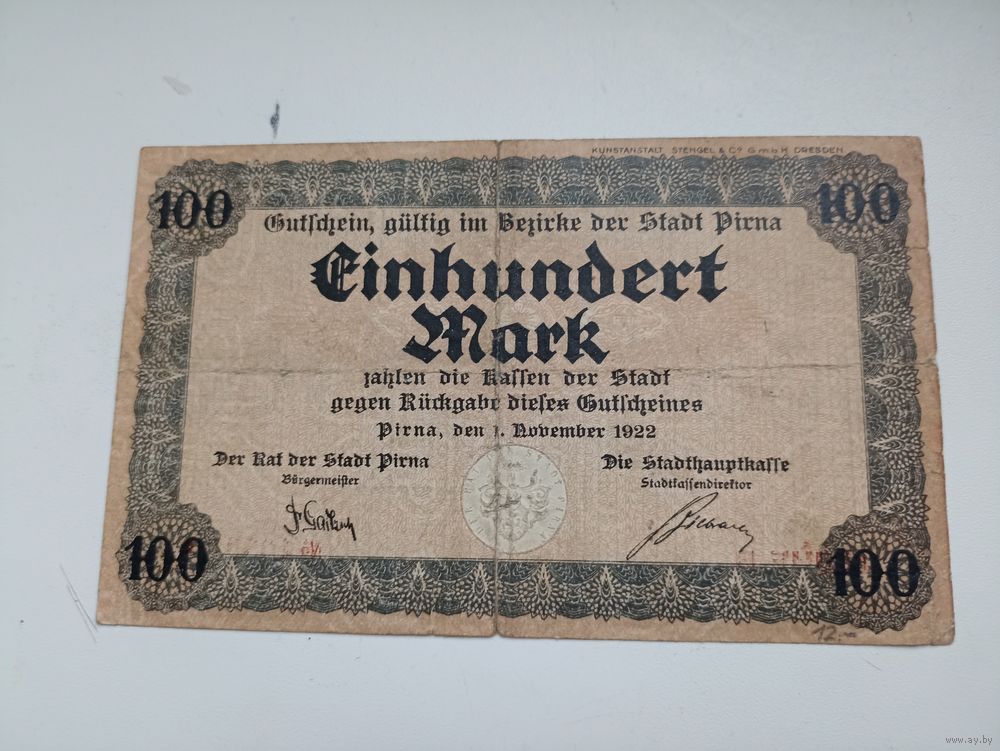 KUNSTANSTALT STENGEL & Co GmbH. DRESDEN
100 100
Gutschein, gültig im Bezirke der Stadt Pirna
Einhundert
Mark
zahlen die Kassen der Stadt
gegen Rückgabe dieses Gutscheines
Pirna, den 1. November 1922
Der Rat der Stadt Pirna
Bürgermeister
Die Stadthauptkasse
Stadtkassendirektor
100 100
12.
www.ay.by